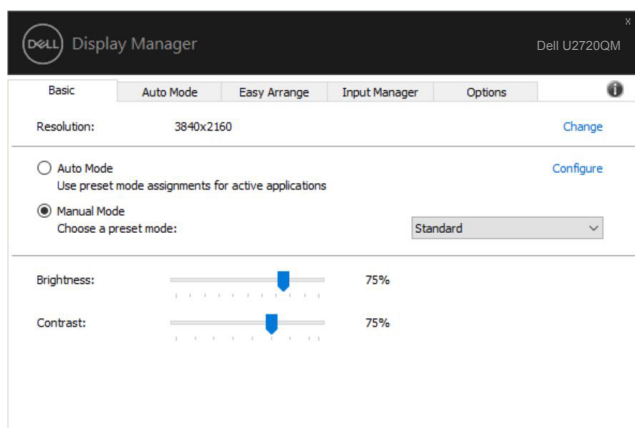 x
DELL Display Manager
Dell U2720QM
Basic Auto Mode Easy Arrange Input Manager Options i
Resolution: 3840x2160 Change
Auto Mode Configure
Use preset mode assignments for active applications
Manual Mode
Choose a preset mode: Standard
Brightness: 75%
Contrast: 75%